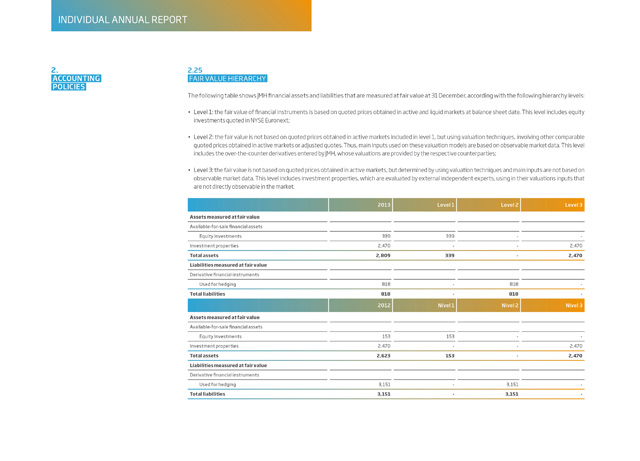 INDIVIDUAL ANNUAL REPORT
2.
ACCOUNTING
POLICIES
2.25
FAIR VALUE HIERARCHY
The following table shows JMH financial assets and liabilities that are measured at fair value at 31 December, according with the following hierarchy levels:
• Level 1: the fair value of financial instruments is based on quoted prices obtained in active and liquid markets at balance sheet date. This level includes equity
investments quoted in NYSE Euronext;
• Level 2: the fair value is not based on quoted prices obtained in active markets included in level 1, but using valuation techniques, involving other comparable
quoted prices obtained in active markets or adjusted quotes. Thus, main inputs used on these valuation models are based on observable market data. This level
includes the over-the-counter derivatives entered by JMH, whose valuations are provided by the respective counterparties;
• Level 3: the fair value is not based on quoted prices obtained in active markets, but determined by using valuation techniques and main inputs are not based on
observable market data. This level includes investment properties, which are evaluated by external independent experts, using in their valuations inputs that
are not directly observable in the market.
2013 Level 1 Level 2 Level 3
Assets measured at fair value
Available-for-sale financial assets
Equity Investments 339 339 - -
Investment properties 2,470 - - 2,470
Total assets 2,809 339 - 2,470
Liabilities measured at fair value
Derivative financial instruments
Used for hedging 818 - 818 -
Total liabilities 818 - 818 -
2012 Nível 1 Nível 2 Nível 3
Assets measured at fair value
Available-for-sale financial assets
Equity Investments 153 153 - -
Investment properties 2,470 - - 2,470
Total assets 2,623 153 - 2,470
Liabilities measured at fair value
Derivative financial instruments
Used for hedging 3,151 - 3,151 -
Total liabilities 3,151 - 3,151 -